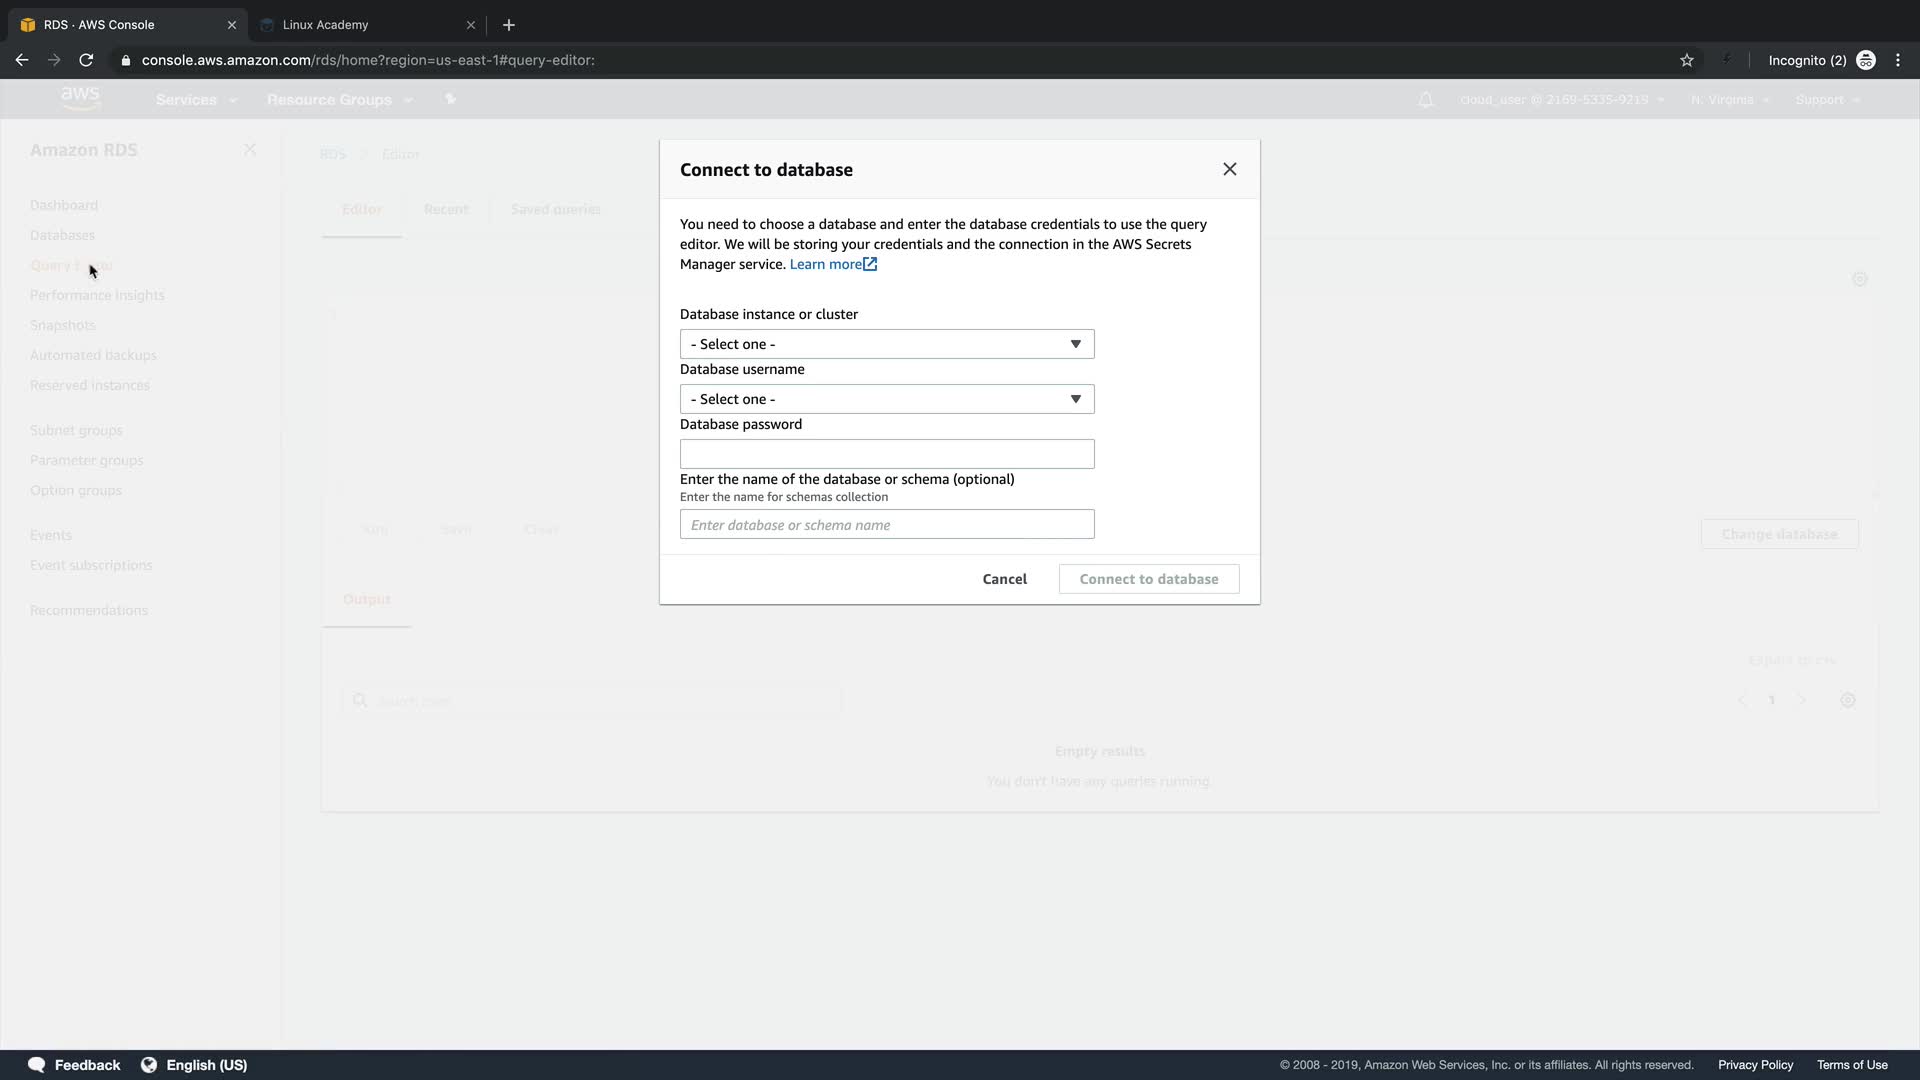 RDS · AWS Console
Linux Academy
console.aws.amazon.com/rds/home?region=us-east-1#query-editor:
Incognito (2)
aws
Services
Resource Groups
cloud_user @ 2169-5335-9219
N. Virginia
Support
Amazon RDS
RDS
Editor
Dashboard
Databases
Query
Performance Insights
Snapshots
Automated backups
Reserved instances
Subnet groups
Parameter groups
Option groups
Events
Event subscriptions
Recommendations
Editor
Recent
Saved queries
Connect to database
You need to choose a database and enter the database credentials to use the query
editor. We will be storing your credentials and the connection in the AWS Secrets
Manager service. Learn more
Database instance or cluster
- Select one -
Database username
- Select one -
Database password
Enter the name of the database or schema (optional)
Enter the name for schemas collection
Enter database or schema name
Cancel
Connect to database
Run
Save
Clear
Change database
Output
Export to csv
1
Empty results
You don't have any queries running.
Feedback
English (US)
© 2008 - 2019, Amazon Web Services, Inc. or its affiliates. All rights reserved.
Privacy Policy
Terms of Use